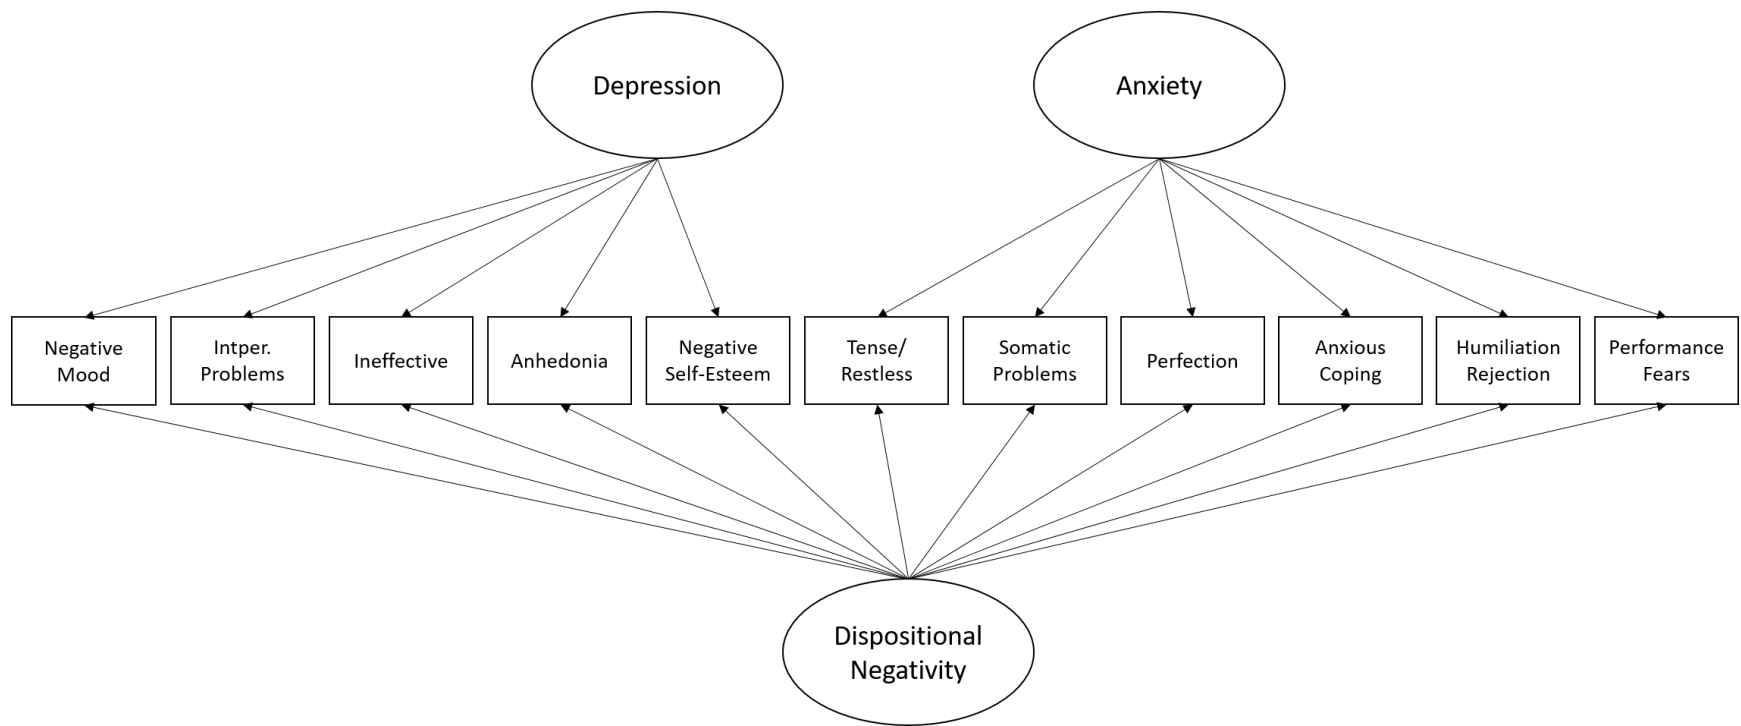 Depression
Anxiety
Negative
Mood
Intper.
Problems
Ineffective
Anhedonia
Negative
Self-Esteem
Tense/
Restless
Somatic
Problems
Perfection
Anxious
Coping
Humiliation
Rejection
Performance
Fears
Dispositional
Negativity